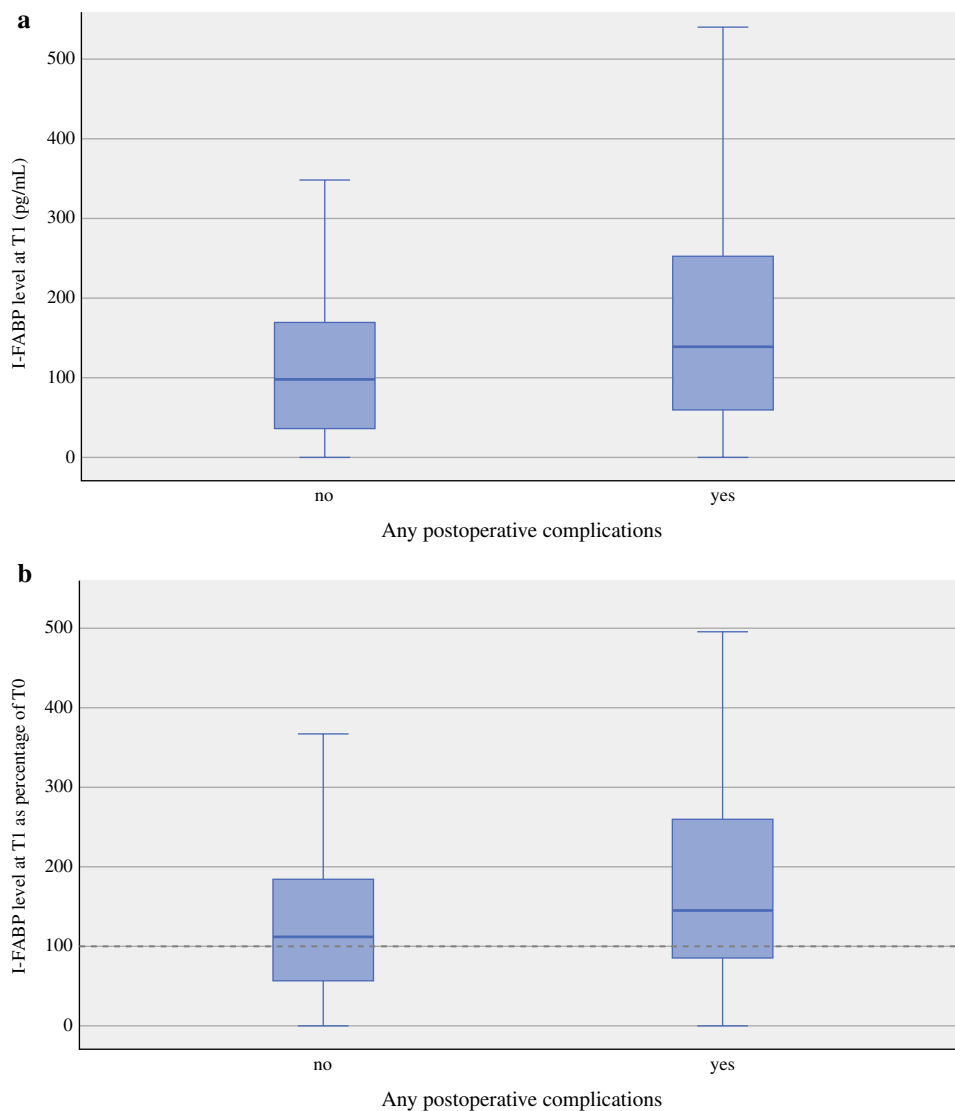 a
I-FABP level at T1 (pg/mL)
500
400
300
200
100
0
no yes
Any postoperative complications
b
I-FABP level at T1 as percentage of T0
500
400
300
200
100
0
no yes
Any postoperative complications